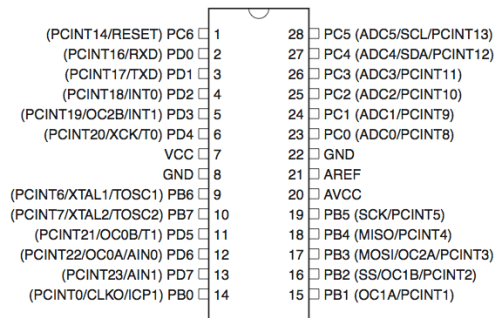 (PCINT14/RESET) PC6 1 28 PC5 (ADC5/SCL/PCINT13)
(PCINT16/RXD) PD0 2 27 PC4 (ADC4/SDA/PCINT12)
(PCINT17/TXD) PD1 3 26 PC3 (ADC3/PCINT11)
(PCINT18/INT0) PD2 4 25 PC2 (ADC2/PCINT10)
(PCINT19/OC2B/INT1) PD3 5 24 PC1 (ADC1/PCINT9)
(PCINT20/XCK/T0) PD4 6 23 PC0 (ADC0/PCINT8)
VCC 7 22 GND
GND 8 21 AREF
(PCINT6/XTAL1/TOSC1) PB6 9 20 AVCC
(PCINT7/XTAL2/TOSC2) PB7 10 19 PB5 (SCK/PCINT5)
(PCINT21/OC0B/T1) PD5 11 18 PB4 (MISO/PCINT4)
(PCINT22/OC0A/AIN0) PD6 12 17 PB3 (MOSI/OC2A/PCINT3)
(PCINT23/AIN1) PD7 13 16 PB2 (SS/OC1B/PCINT2)
(PCINT0/CLKO/ICP1) PB0 14 15 PB1 (OC1A/PCINT1)